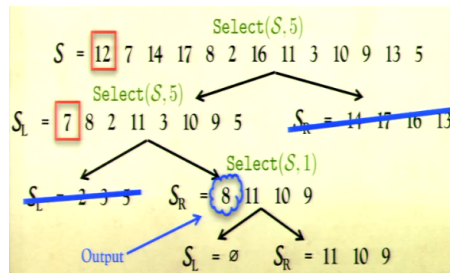 Select(S,5)
S = 12 7 14 17 8 2 16 11 3 10 9 13 5
Select(S,5)
S_L = 7 8 2 11 3 10 9 5
S_R = 14 17 16 13
Select(S,1)
S_L = 2 3 5
S_R = 8 11 10 9
Output
S_L = ∅
S_R = 11 10 9